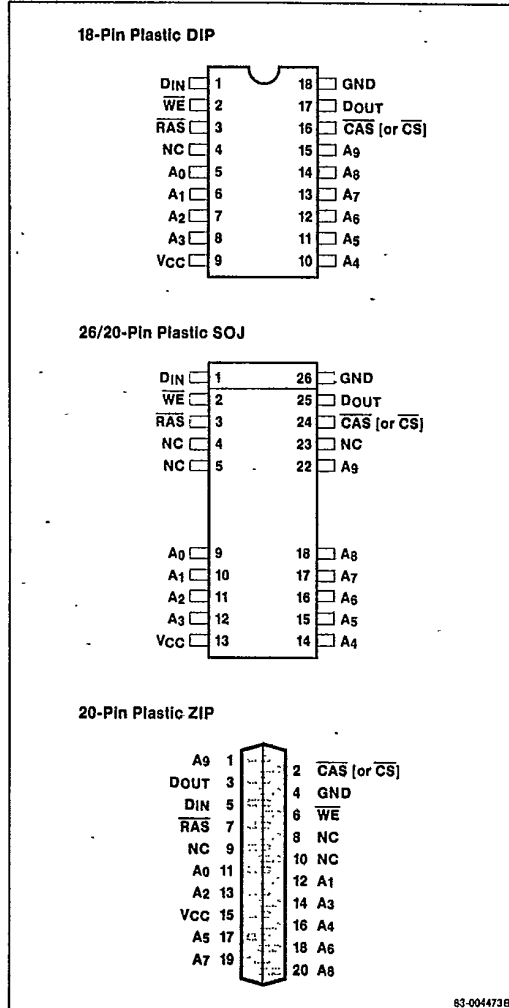 18-Pin Plastic DIP
DIN 1 18 GND
WE 2 17 DOUT
RAS 3 16 CAS [or CS]
NC 4 15 A9
A0 5 14 A8
A1 6 13 A7
A2 7 12 A6
A3 8 11 A5
VCC 9 10 A4
26/20-Pin Plastic SOJ
DIN 1 26 GND
WE 2 25 DOUT
RAS 3 24 CAS [or CS]
NC 4 23 NC
NC 5 22 A9
A0 9 18 A8
A1 10 17 A7
A2 11 16 A6
A3 12 15 A5
VCC 13 14 A4
20-Pin Plastic ZIP
A9 1
2 CAS [or CS]
DOUT 3
4 GND
DIN 5
6 WE
RAS 7
8 NC
NC 9
10 NC
A0 11
12 A1
A2 13
14 A3
VCC 15
16 A4
A5 17
18 A6
A7 19
20 A8
83-004473B